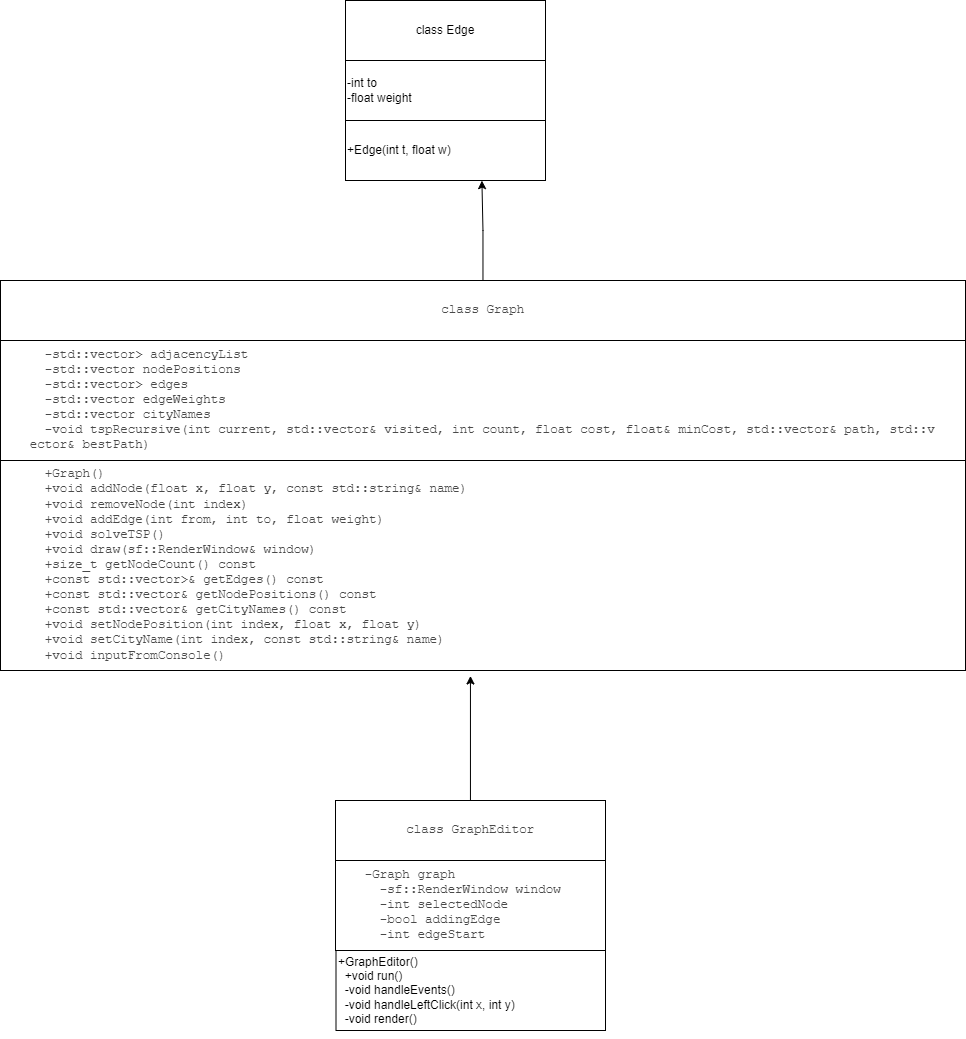 class Edge
-int to
-float weight
+Edge(int t, float w)
class Graph
-std::vector> adjacencyList
-std::vector nodePositions
-std::vector> edges
-std::vector edgeWeights
-std::vector cityNames
-void tspRecursive(int current, std::vector& visited, int count, float cost, float& minCost, std::vector& path, std::v
ector& bestPath)
+Graph()
+void addNode(float x, float y, const std::string& name)
+void removeNode(int index)
+void addEdge(int from, int to, float weight)
+void solveTSP()
+void draw(sf::RenderWindow& window)
+size_t getNodeCount() const
+const std::vector>& getEdges() const
+const std::vector& getNodePositions() const
+const std::vector& getCityNames() const
+void setNodePosition(int index, float x, float y)
+void setCityName(int index, const std::string& name)
+void inputFromConsole()
class GraphEditor
-Graph graph
-sf::RenderWindow window
-int selectedNode
-bool addingEdge
-int edgeStart
+GraphEditor()
+void run()
-void handleEvents()
-void handleLeftClick(int x, int y)
-void render()